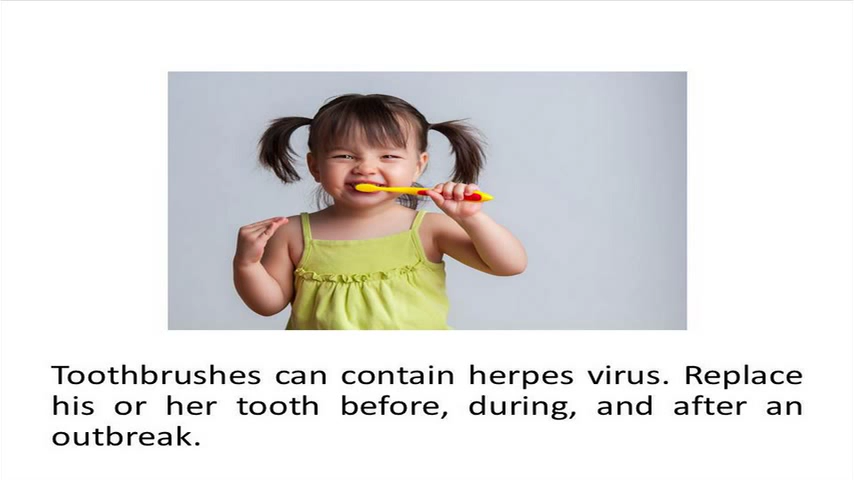 Toothbrushes can contain herpes virus. Replace
his or her tooth before, during, and after an
outbreak.